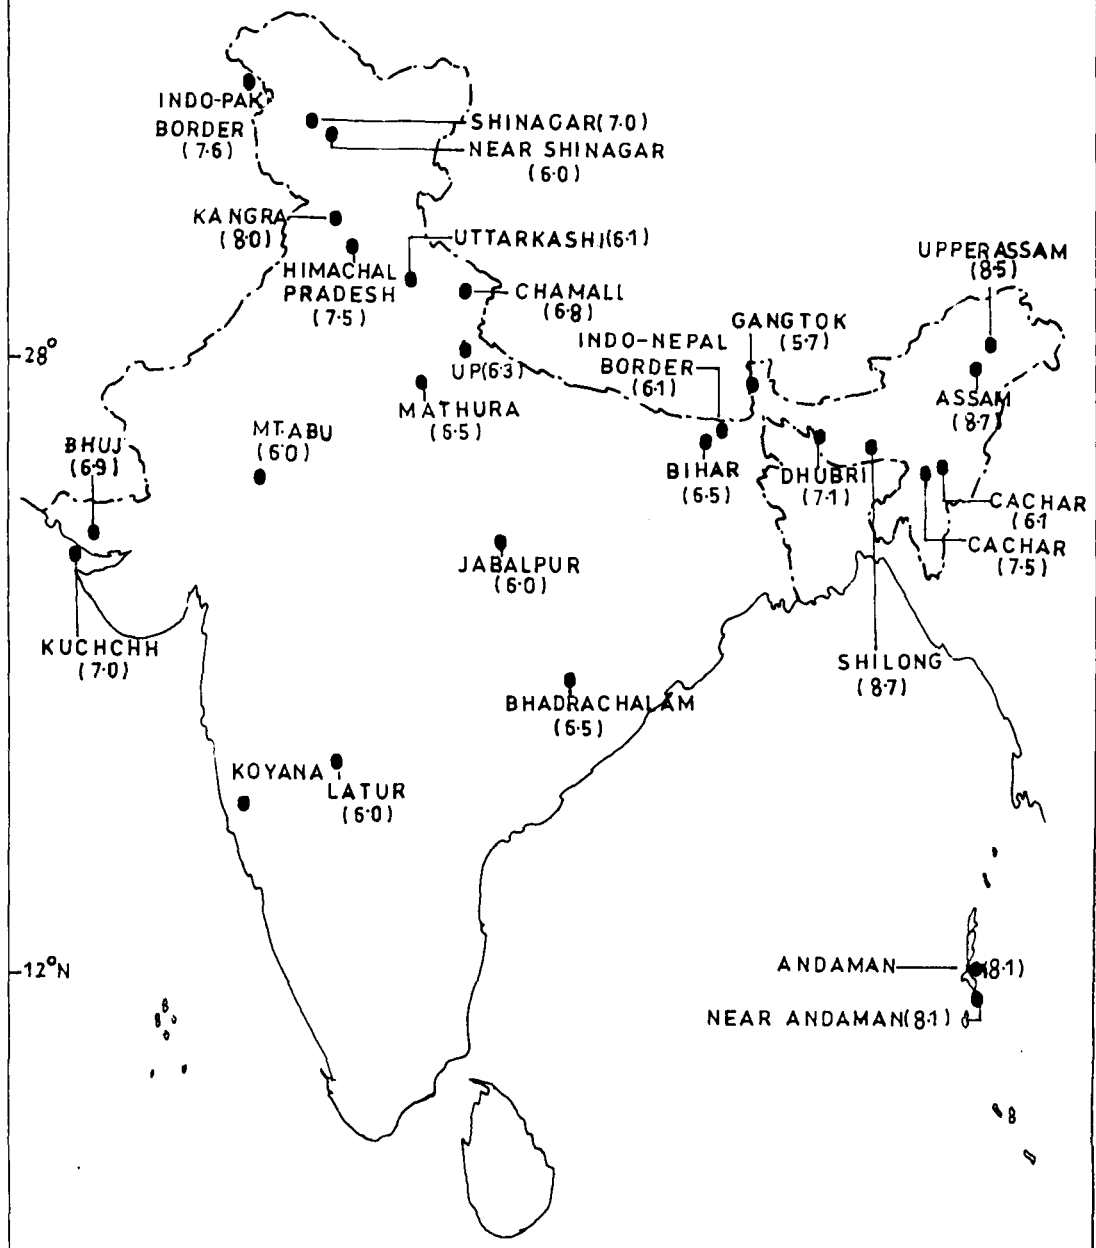 INDO-PAK
BORDER
(7.6)
SHINAGAR(7.0)
NEAR SHINAGAR
(6.0)
KANGRA
(8.0)
UTTARKASHI(6.1)
HIMACHAL
PRADESH
(7.5)
CHAMALI
(6.8)
UPPER ASSAM
(8.5)
GANGTOK
(5.7)
INDO-NEPAL
BORDER
(6.1)
28°
UP(6.3)
MATHURA
(6.5)
ASSAM
(8.7)
BHUJ
(6.9)
MT.ABU
(6.0)
BIHAR
(6.5)
DHUBRI
(7.1)
CACHAR
(6.1
CACHAR
(7.5)
JABALPUR
(6.0)
KUCHCHH
(7.0)
SHILONG
(8.7)
BHADRACHALAM
(6.5)
KOYANA
LATUR
(6.0)
12°N
ANDAMAN (8.1)
NEAR ANDAMAN(8.1)